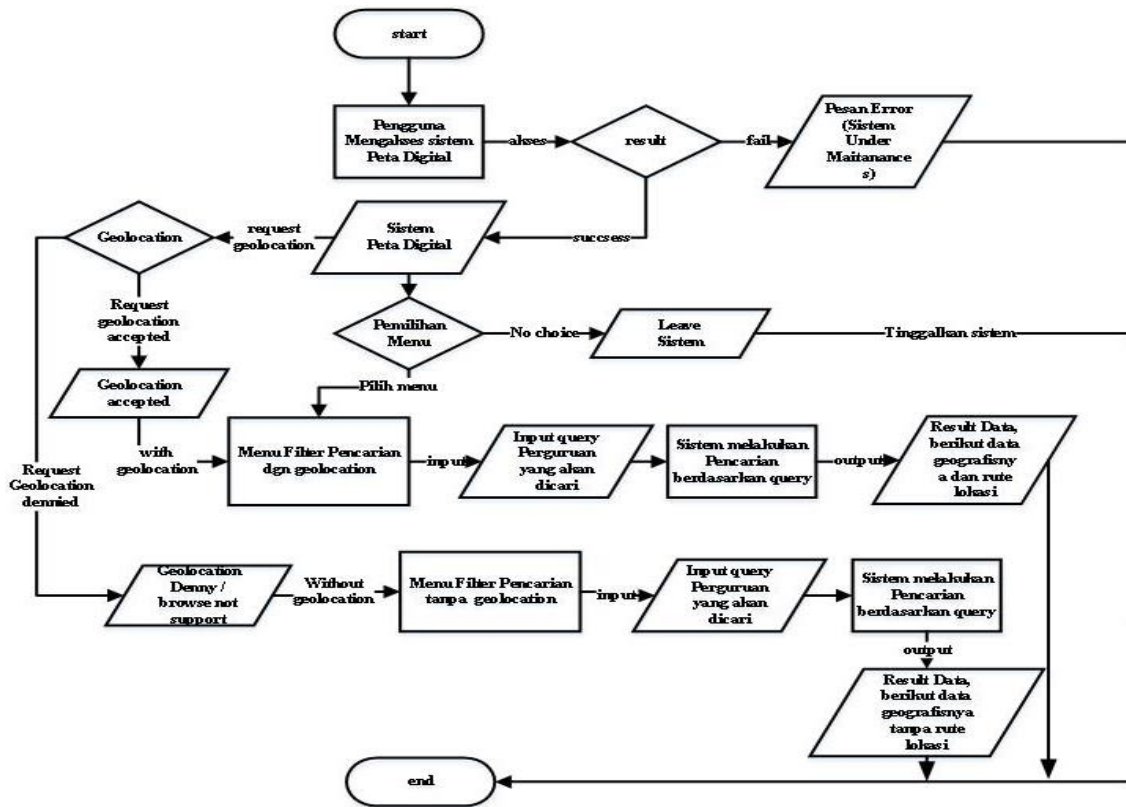 start
Pengguna
Mengakses sistem
Peta Digital
akses
result
fail
Pesan Error
(Sistem
Under
Maitanance
s)
Geolocation
request
geolocation
Sistem
Peta Digital
succsess
Request
geolocation
accepted
Pemilihan
Menu
No choice
Leave
Sistem
Tinggalkan sistem
Geolocation
accepted
Pilih menu
with
geolocation
Menu Filter Pencarian
dgn geolocation
input
Input query
Perguruan
yang akan
dicari
Sistem melakukan
Pencarian
berdasarkan query
output
Result Data,
berikut data
geografisny
a dan rute
lokasi
Request
Geolocation
dennied
Geolocation
Denny /
browse not
support
Without
geolocation
Menu Filter Pencarian
tanpa geolocation
input
Input query
Perguruan
yang akan
dicari
Sistem melakukan
Pencarian
berdasarkan query
output
Result Data,
berikut data
geografisnya
tanpa rute
lokasi
end